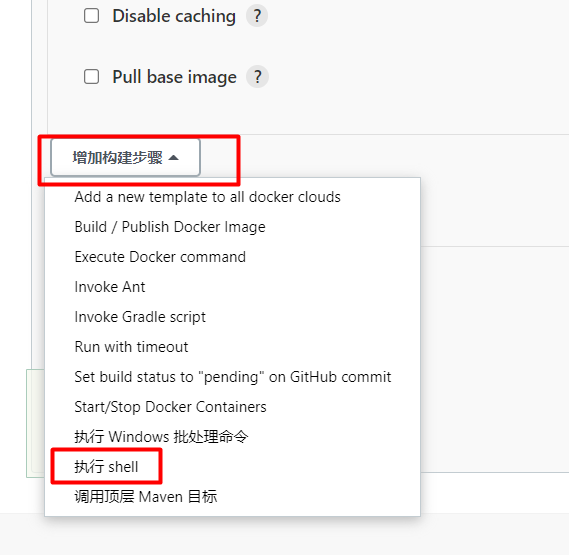 Disable caching ?
Pull base image ?
增加构建步骤
Add a new template to all docker clouds
Build / Publish Docker Image
Execute Docker command
Invoke Ant
Invoke Gradle script
Run with timeout
Set build status to "pending" on GitHub commit
Start/Stop Docker Containers
执行 Windows 批处理命令
执行 shell
调用顶层 Maven 目标